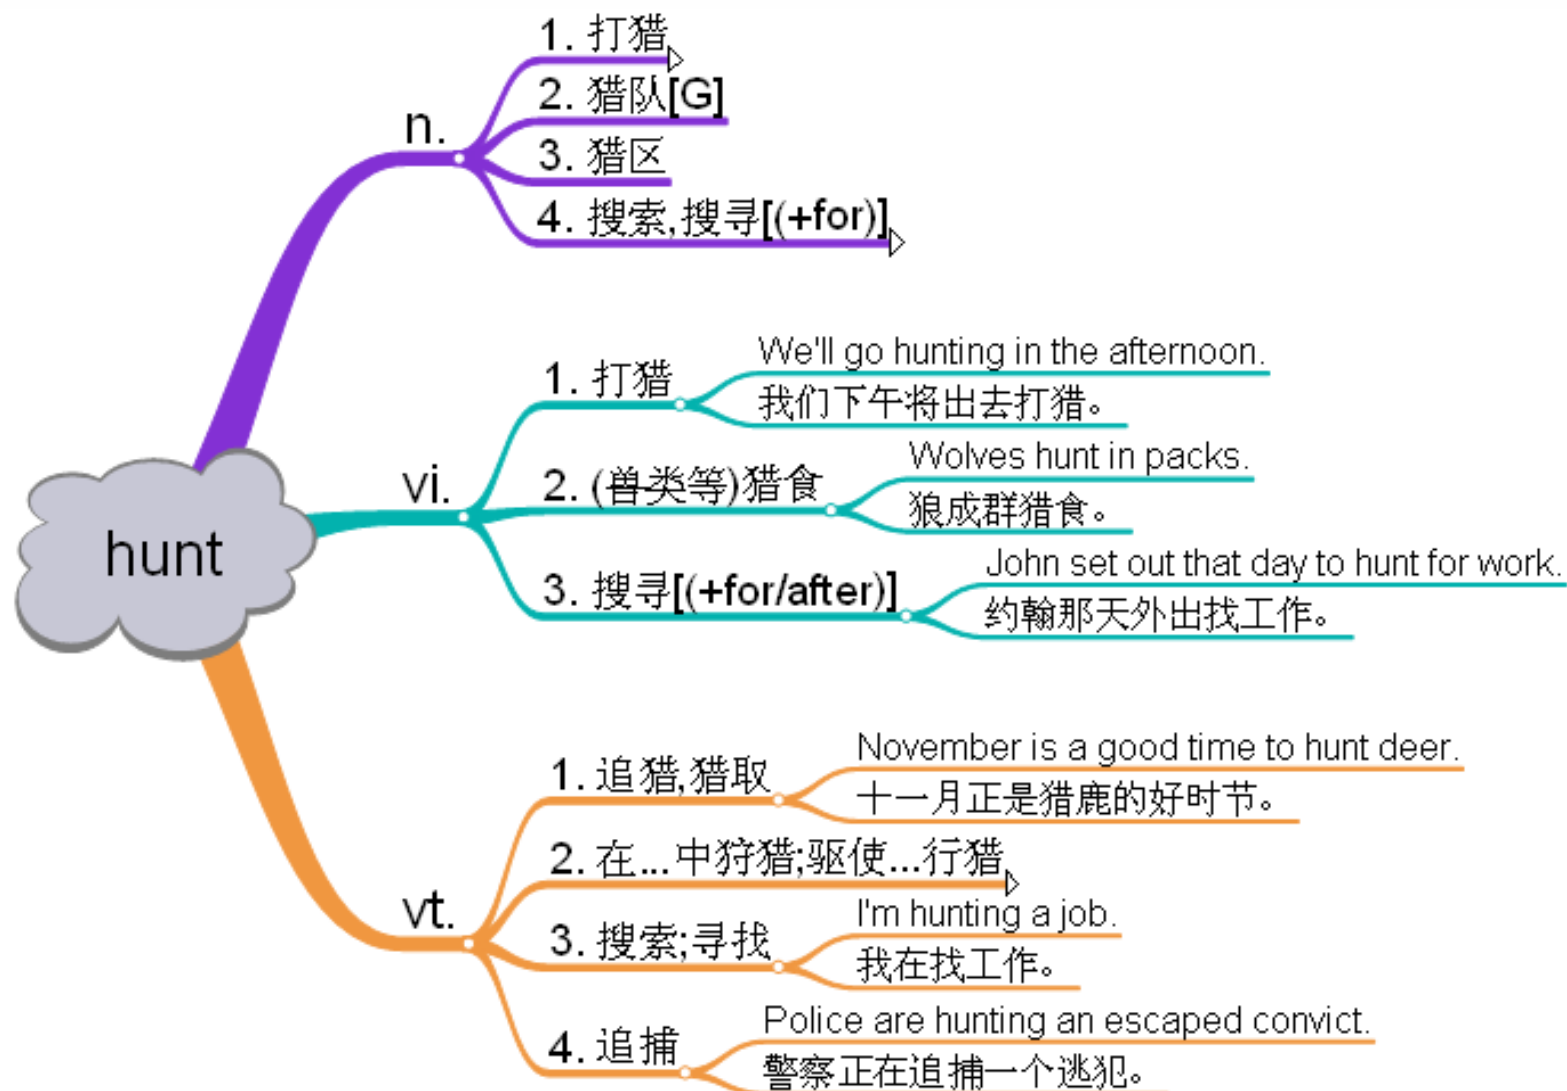 hunt
n.
1. 打猎
2. 猎队[G]
3. 猎区
4. 搜索,搜寻[(+for)]
vi.
1. 打猎
We'll go hunting in the afternoon.
我们下午将出去打猎。
2. (兽类等)猎食
Wolves hunt in packs.
狼成群猎食。
3. 搜寻[(+for/after)]
John set out that day to hunt for work.
约翰那天外出找工作。
vt.
1. 追猎,猎取
November is a good time to hunt deer.
十一月正是猎鹿的好时节。
2. 在...中狩猎;驱使...行猎
3. 搜索;寻找
I'm hunting a job.
我在找工作。
4. 追捕
Police are hunting an escaped convict.
警察正在追捕一个逃犯。